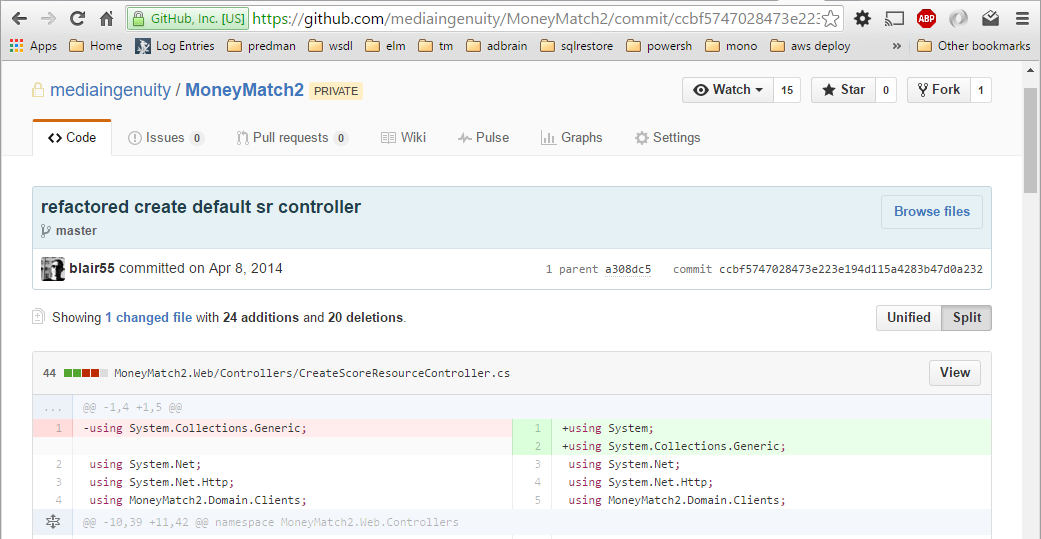 GitHub, Inc. [US] https://github.com/mediaingenuity/MoneyMatch2/commit/ccbf5747028473e223 ABP
Apps Home Log Entries predman wsdl elm tm adbrain sqlrestore powersh mono aws deploy » Other bookmarks
mediaingenuity / MoneyMatch2 PRIVATE Watch 15 Star 0 Fork 1
Code Issues 0 Pull requests 0 Wiki Pulse Graphs Settings
refactored create default sr controller Browse files
master
blair55 committed on Apr 8, 2014 1 parent a308dc5 commit ccbf5747028473e223e194d115a4283b47d0a232
Showing 1 changed file with 24 additions and 20 deletions. Unified Split
44 MoneyMatch2.Web/Controllers/CreateScoreResourceController.cs View
... @@ -1,4 +1,5 @@
1 -using System.Collections.Generic; 1 +using System;
2 +using System.Collections.Generic;
2 using System.Net; 3 using System.Net;
3 using System.Net.Http; 4 using System.Net.Http;
4 using MoneyMatch2.Domain.Clients; 5 using MoneyMatch2.Domain.Clients;
@@ -10,39 +11,42 @@ namespace MoneyMatch2.Web.Controllers